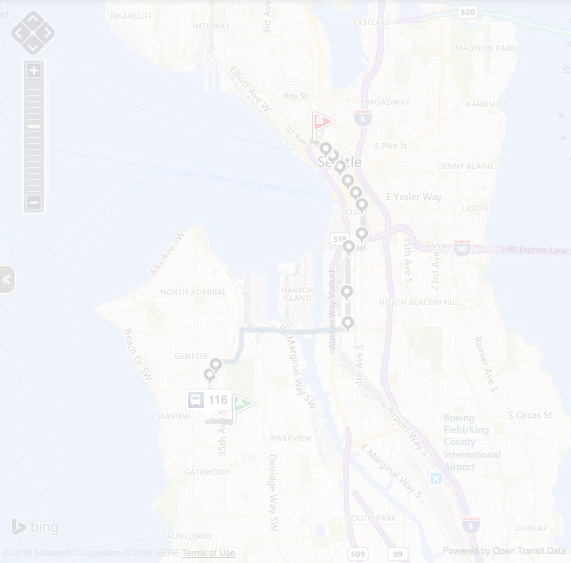 BRIARCLIFF
INTERBAY
3rd Ave
EASTLAKE
520
MADISON PARK
Elliott Ave W
Roy St
BROADWAY
HARRISON
B
1st Ave
5
E Pike St
Seattle
DENNY-BLAINE
E Yesler Way
LESCHI
SODO
519
15th Ave S
23rd Ave S
90
I-90 Express Lane
Alki Ave SW
NORTH ADMIRAL
HARBOR
ISLAND
Alaskan Way Viaduct
NORTH BEACON HILL
Beach Dr SW
GENESEE
W Marginal Way SW
4th Ave S
Rainier Ave S
116
A
SEAVIEW
35th Ave
Airport Way S
S Orcas St
Boeing
Field/King
County
International
Airport
RIVERVIEW
E Marginal Way S
GATEWOOD
Delridge Way SW
SOUTH PARK
5
DUNLAP
bing
FAUNTLEROY
© 2018 Microsoft Corporation © 2018 HERE Terms of Use
509
99
Powered by Open Transit Data